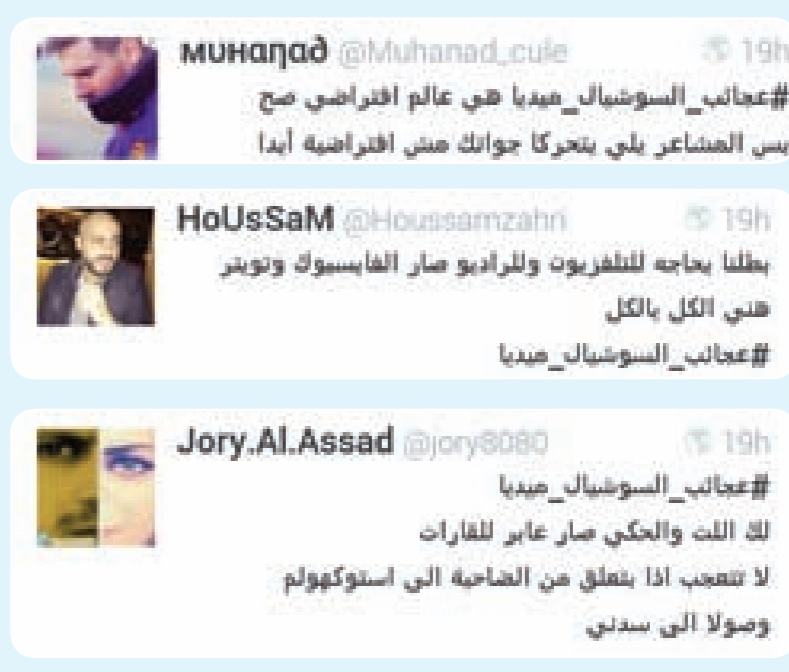 мUHaηaд @Muhanad_cule 19h
#عجائب_السوشيال_ميديا هي عالم افتراضي صح
بس المشاعر يلي بتحركا جواتك مش افتراضية أبدا
HoUsSaM @Houssamzahri 19h
بطلنا بحاجه للتلفزيون وللراديو صار الفايسبوك وتويتر
هني الكل بالكل
#عجائب_السوشيال_ميديا
Jory.Al.Assad @jory8080 19h
#عجائب_السوشيال_ميديا
لك اللت والحكي صار عابر للقارات
لا تتعجب اذا بتعلق من الضاحية الى استوكهولم
وصولا الى سدني